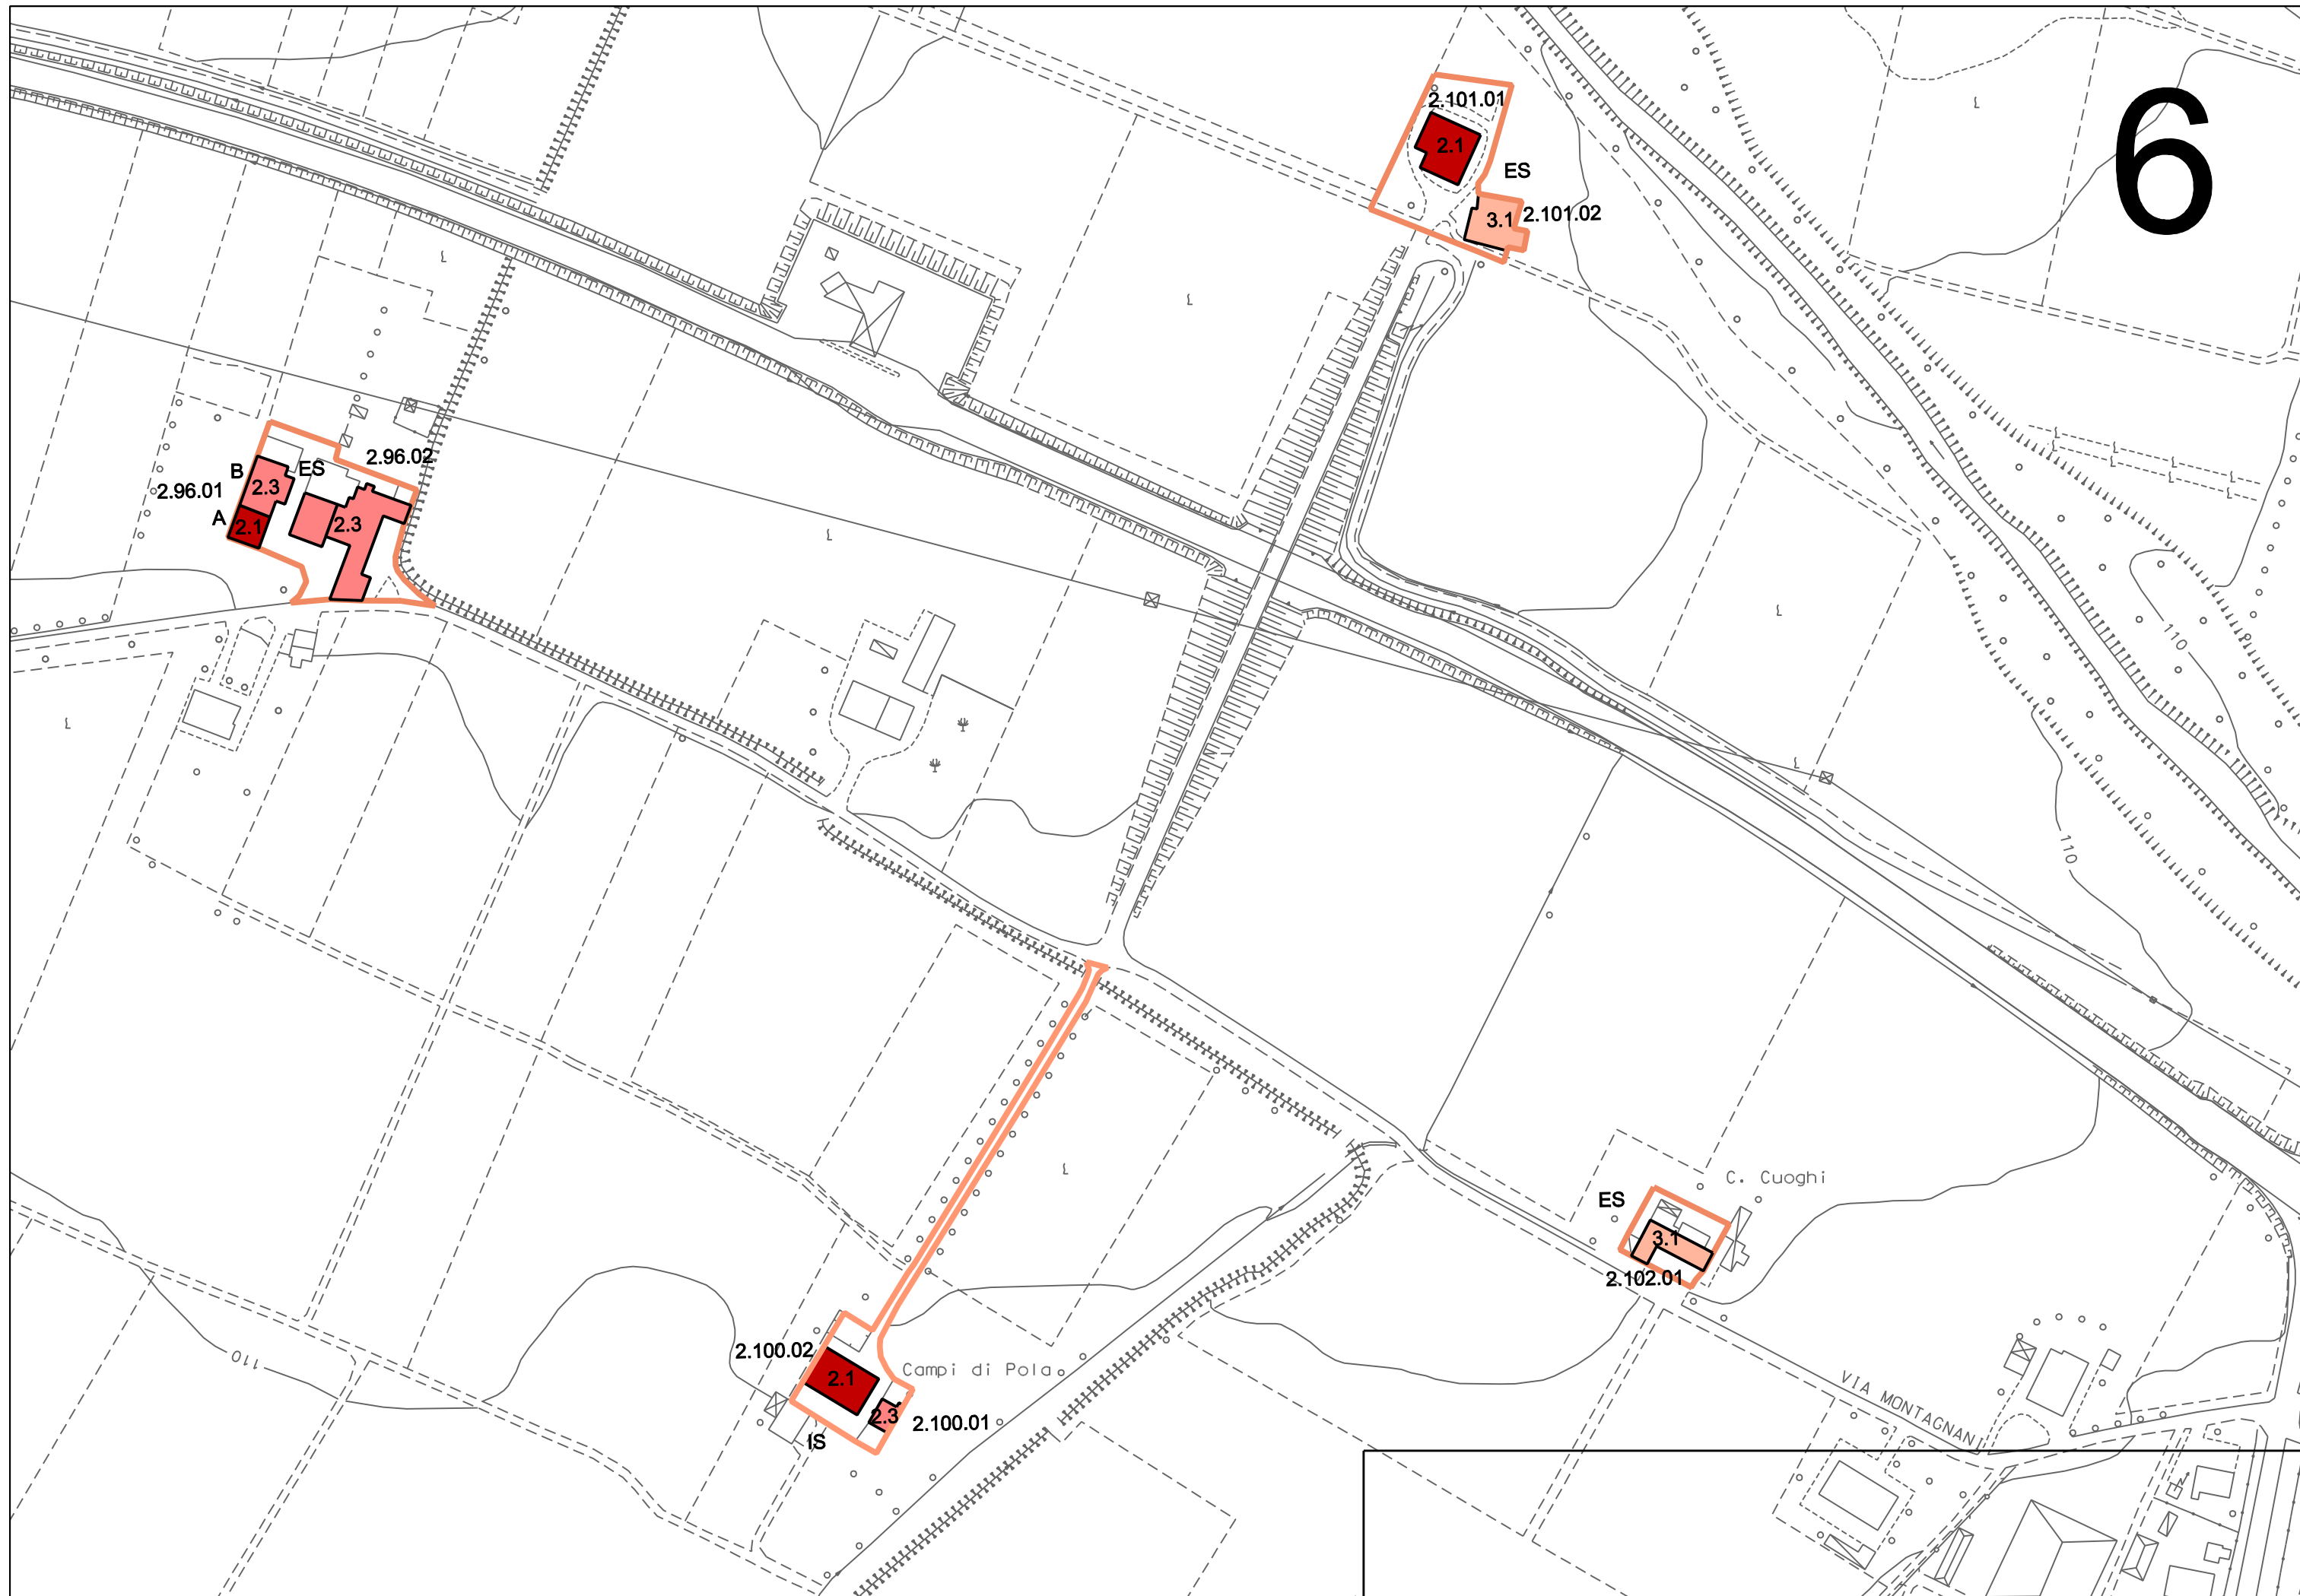 6
2.101.01
2.1
ES
3.1
2.101.02
2.96.02
B
ES
2.3
2.96.01
A
2.1
2.3
110
110
C. Cuoghi
ES
3.1
2.102.01
110
2.100.02
2.1
Campi di Pola
2.3
2.100.01
IS
VIA MONTAGNANI